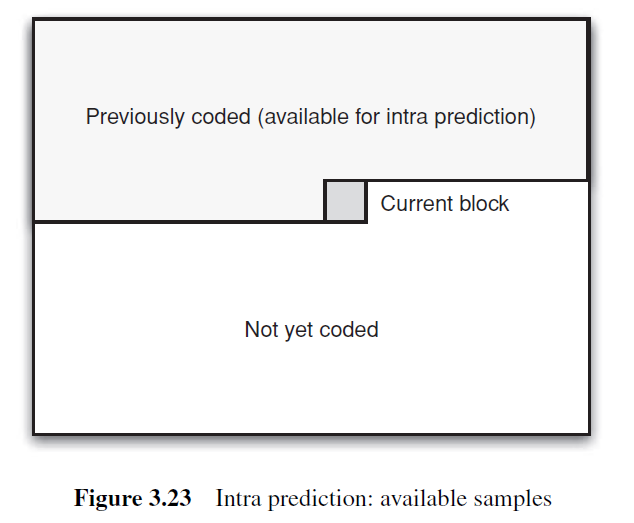 Previously coded (available for intra prediction)
Current block
Not yet coded
Figure 3.23 Intra prediction: available samples